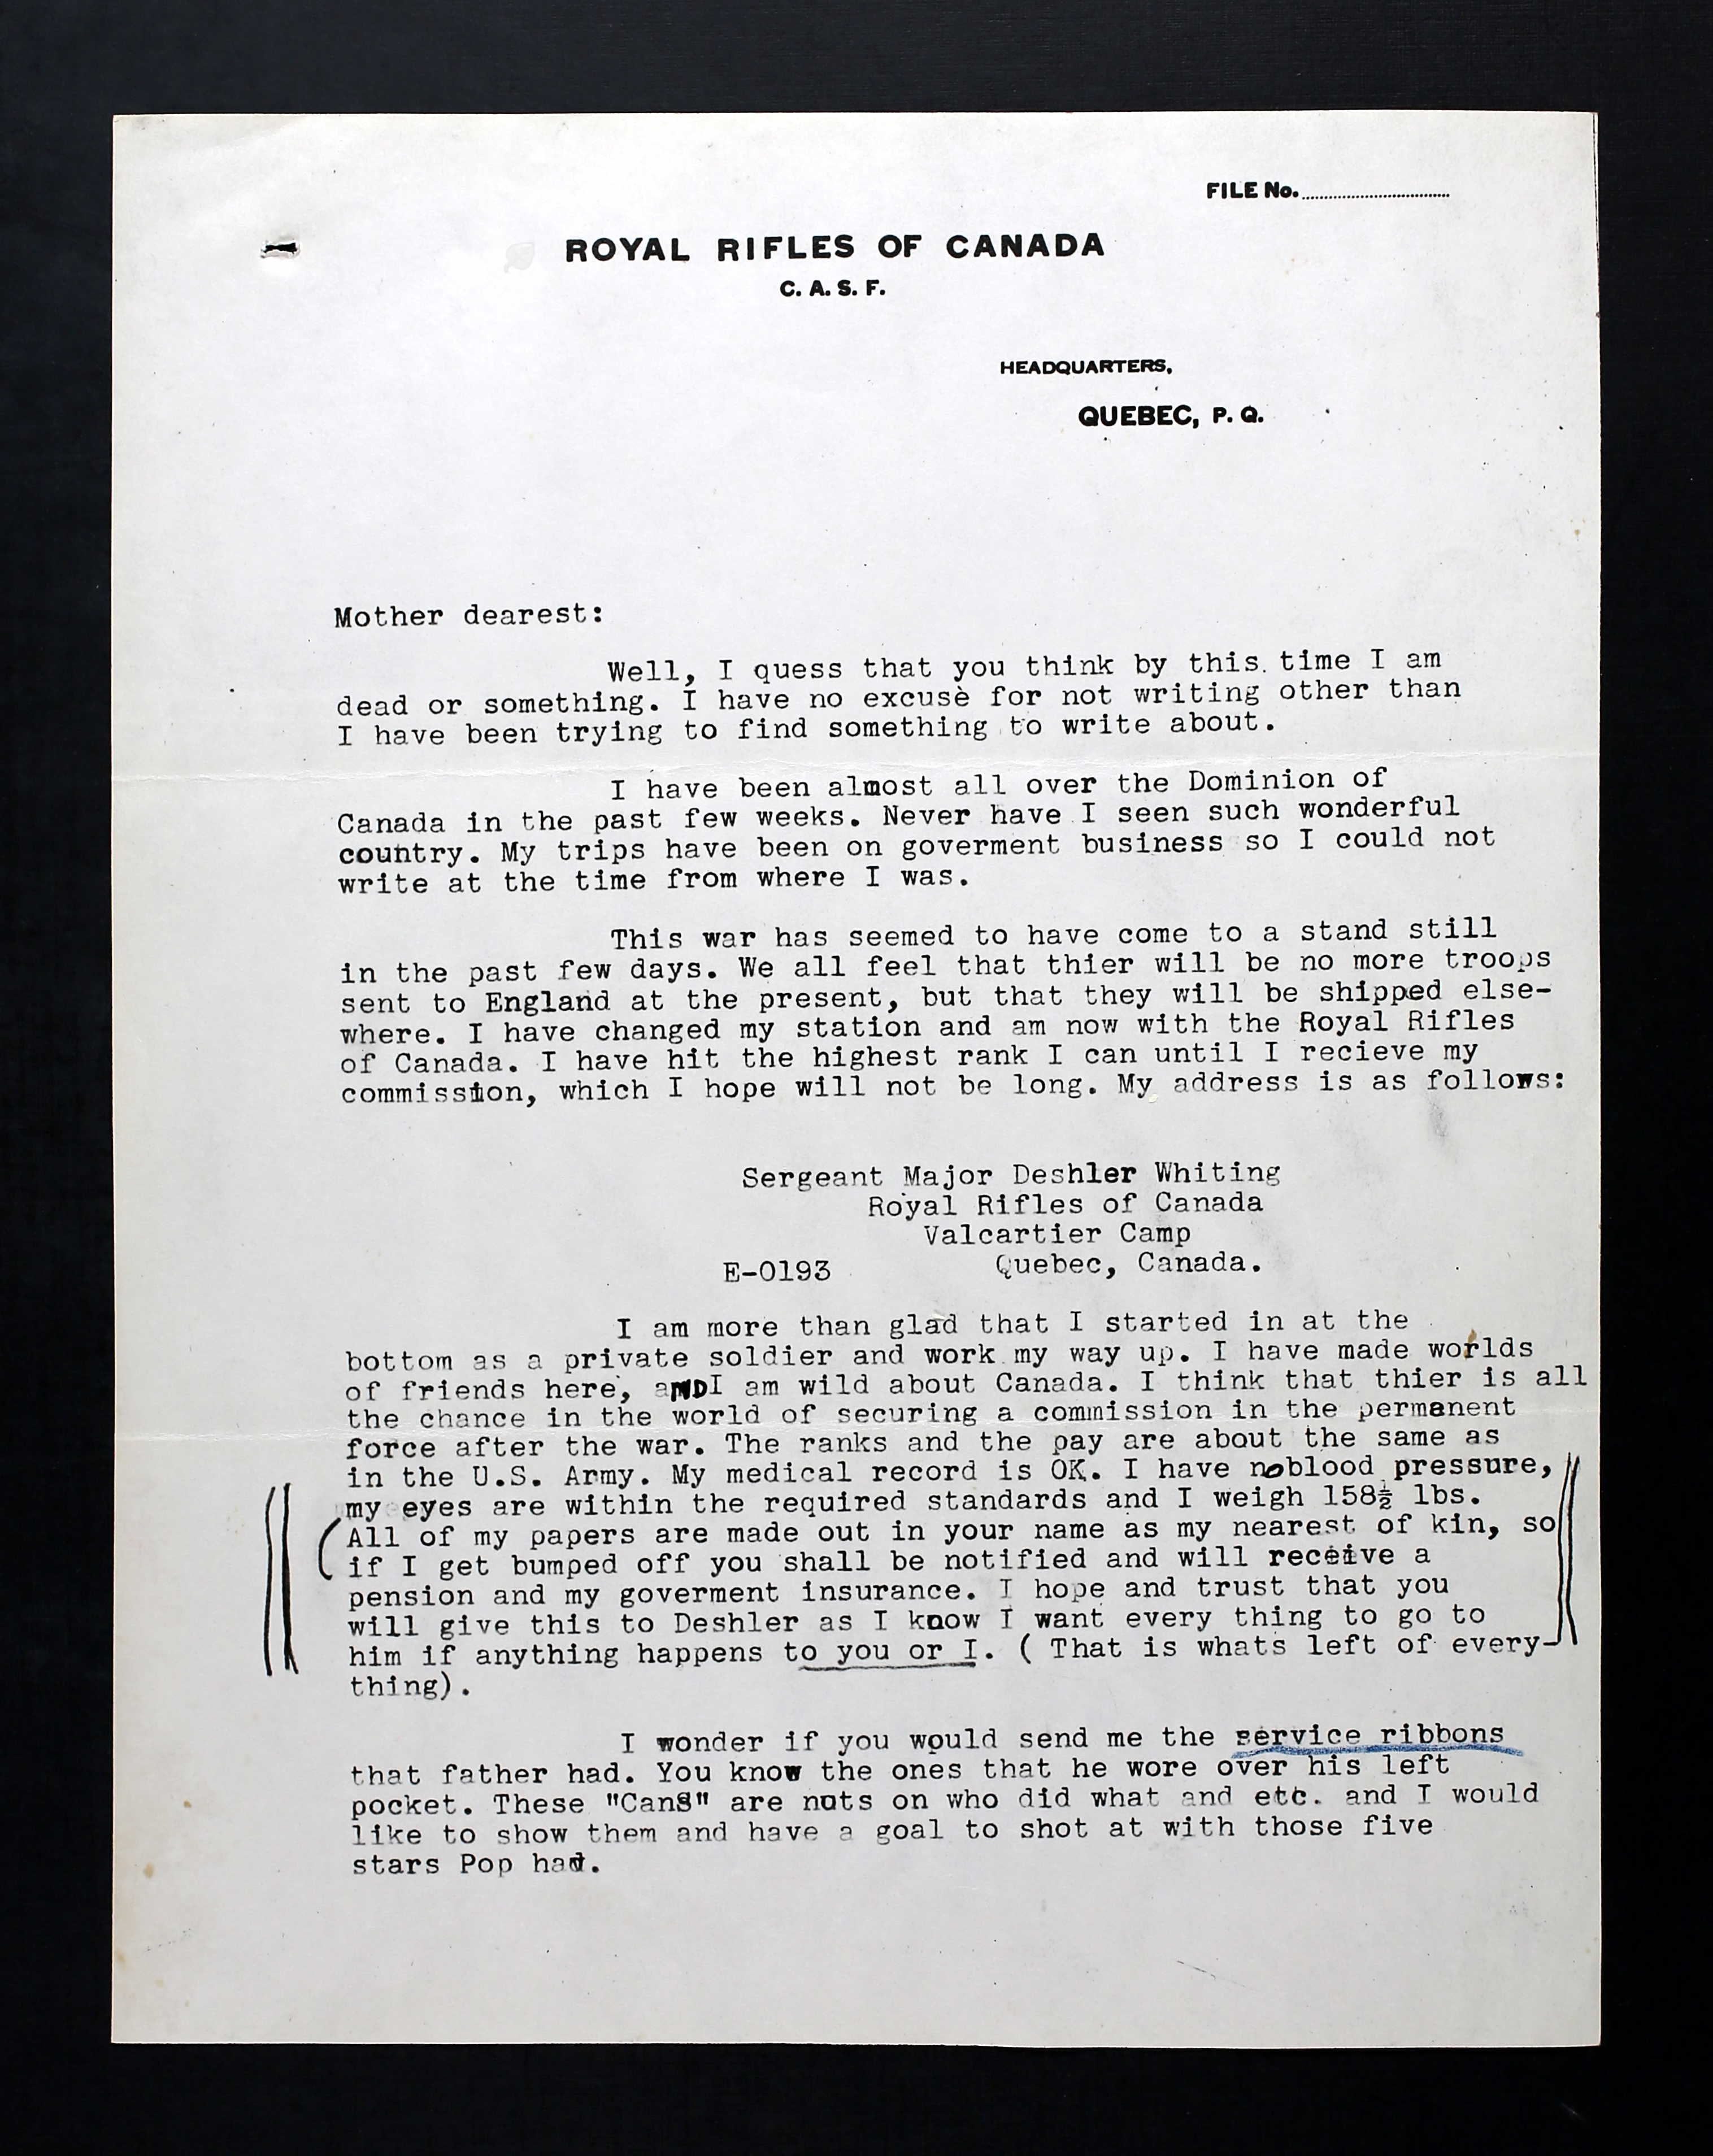 FILE No.
ROYAL RIFLES OF CANADA
C. A. S. F.
HEADQUARTERS,
QUEBEC, P. Q.
Mother dearest:
Well, I quess that you think by this. time I am
dead or something. I have no excuse for not writing other than
I have been trying to find something to write about.
I have been almost all over the Dominion of
Canada in the past few weeks. Never have I seen such wonderful
country. My trips have been on goverment business so I could not
write at the time from where I was.
This war has seemed to have come to a stand still
in the past few days. We all feel that thier will be no more troops
sent to England at the present, but that they will be shipped else-
where. I have changed my station and am now with the Royal Rifles
of Canada. I have hit the highest rank I can until I recieve my
commission, which I hope will not be long. My address is as follows:
Sergeant Major Deshler Whiting
Royal Rifles of Canada
Valcartier Camp
E-0193 Quebec, Canada.
I am more than glad that I started in at the
bottom as a private soldier and work my way up. I have made worlds
of friends here, aNDI am wild about Canada. I think that thier is all
the chance in the world of securing a commission in the permanent
force after the war. The ranks and the pay are about the same as
in the U.S. Army. My medical record is OK. I have noblood pressure,
my eyes are within the required standards and I weigh 158½ lbs.
(All of my papers are made out in your name as my nearest of kin, so
if I get bumped off you shall be notified and will receive a
pension and my goverment insurance. I hope and trust that you
will give this to Deshler as I know I want every thing to go to
him if anything happens to you or I. ( That is whats left of every-
thing).
I wonder if you would send me the service ribbons
that father had. You know the ones that he wore over his left
pocket. These "CanS" are nuts on who did what and etc. and I would
like to show them and have a goal to shot at with those five
stars Pop had.